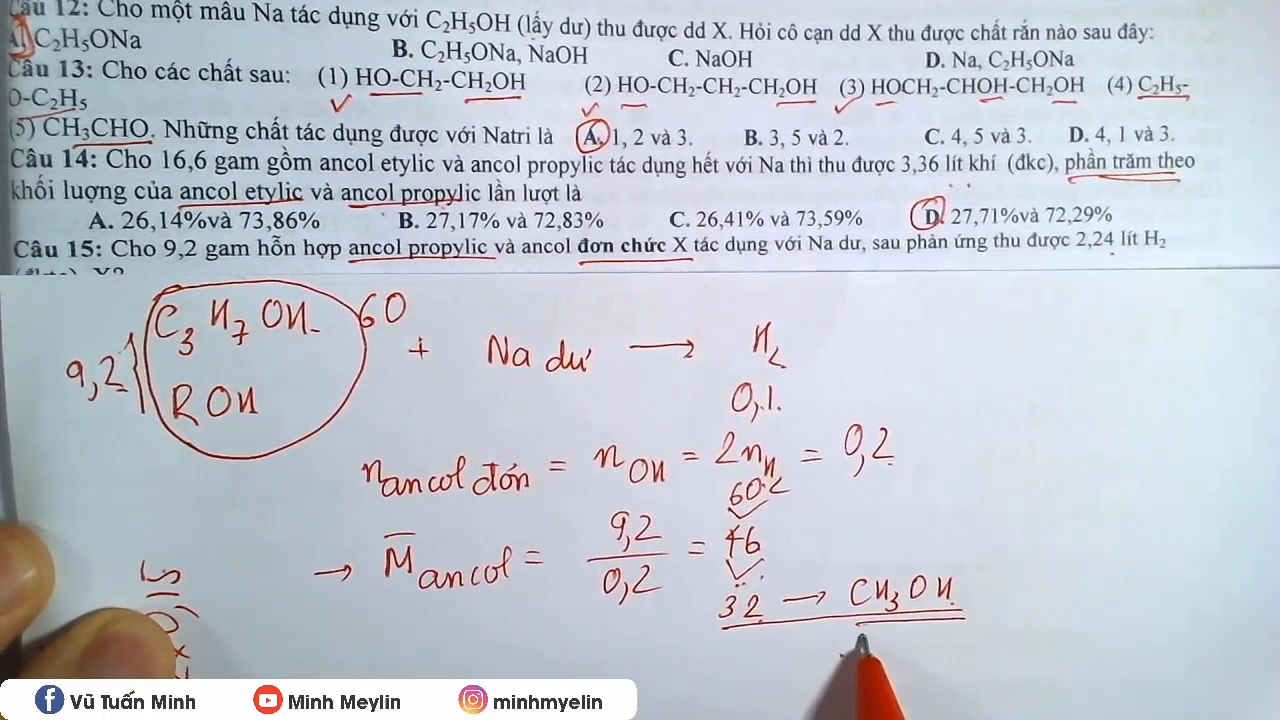 Câu 12: Cho một mẫu Na tác dụng với C₂H₅OH (lấy dư) thu được dd X. Hỏi cô cạn dd X thu được chất rắn nào sau đây:
A. C₂H₅ONa B. C₂H₅ONa, NaOH C. NaOH D. Na, C₂H₅ONa
Câu 13: Cho các chất sau: (1) HO-CH₂-CH₂OH (2) HO-CH₂-CH₂-CH₂OH (3) HOCH₂-CHOH-CH₂OH (4) C₂H₅-
O-C₂H₅
(5) CH₃CHO. Những chất tác dụng được với Natri là A. 1, 2 và 3. B. 3, 5 và 2. C. 4, 5 và 3. D. 4, 1 và 3.
Câu 14: Cho 16,6 gam gồm ancol etylic và ancol propylic tác dụng hết với Na thì thu được 3,36 lít khí (đkc), phần trăm theo
khối lượng của ancol etylic và ancol propylic lần lượt là
A. 26,14%và 73,86% B. 27,17% và 72,83% C. 26,41% và 73,59% D. 27,71%và 72,29%
Câu 15: Cho 9,2 gam hỗn hợp ancol propylic và ancol đơn chức X tác dụng với Na dư, sau phản ứng thu được 2,24 lít H₂
C₃H₇OH 60
9,2 + Na dư → H₂
ROH 0,1.
n ancol đơn = n OH = 2n H₂ = 0,2
60
→ M̅ ancol = 9,2 / 0,2 = 46
32 → CH₃OH
Vũ Tuấn Minh Minh Meylin minhmyelin